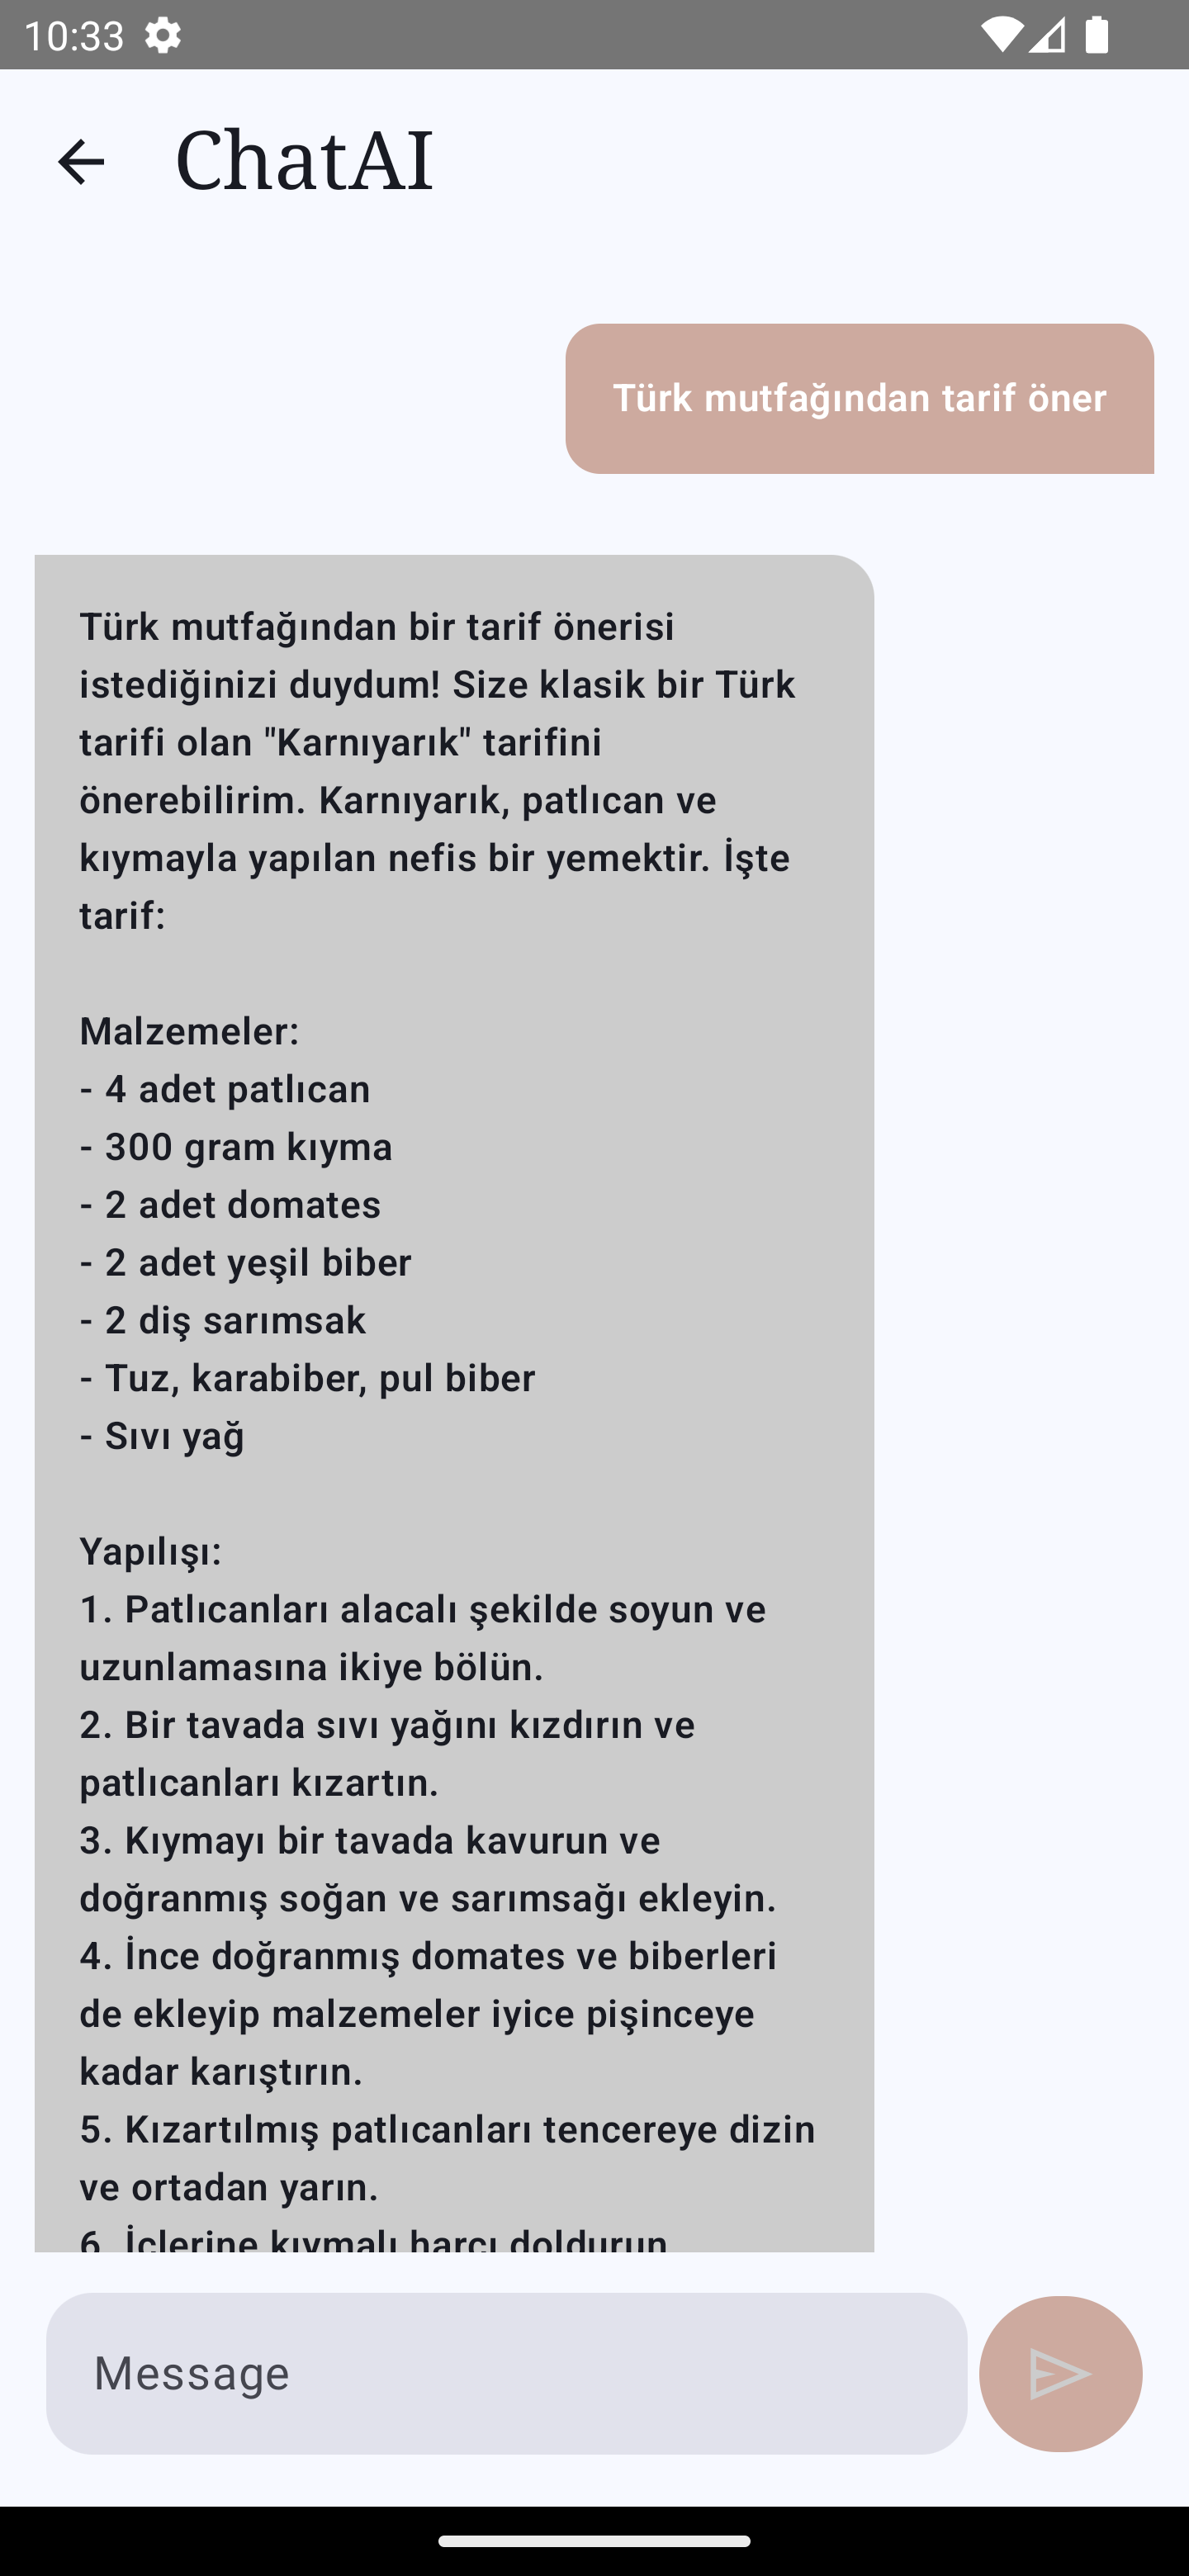 10:33
ChatAI
Türk mutfağından tarif öner
Türk mutfağından bir tarif önerisi
istediğinizi duydum! Size klasik bir Türk
tarifi olan "Karnıyarık" tarifini
önerebilirim. Karnıyarık, patlıcan ve
kıymayla yapılan nefis bir yemektir. İşte
tarif:
Malzemeler:
- 4 adet patlıcan
- 300 gram kıyma
- 2 adet domates
- 2 adet yeşil biber
- 2 diş sarımsak
- Tuz, karabiber, pul biber
- Sıvı yağ
Yapılışı:
1. Patlıcanları alacalı şekilde soyun ve
uzunlamasına ikiye bölün.
2. Bir tavada sıvı yağını kızdırın ve
patlıcanları kızartın.
3. Kıymayı bir tavada kavurun ve
doğranmış soğan ve sarımsağı ekleyin.
4. İnce doğranmış domates ve biberleri
de ekleyip malzemeler iyice pişinceye
kadar karıştırın.
5. Kızartılmış patlıcanları tencereye dizin
ve ortadan yarın.
6. İçlerine kıymalı harcı doldurun
Message